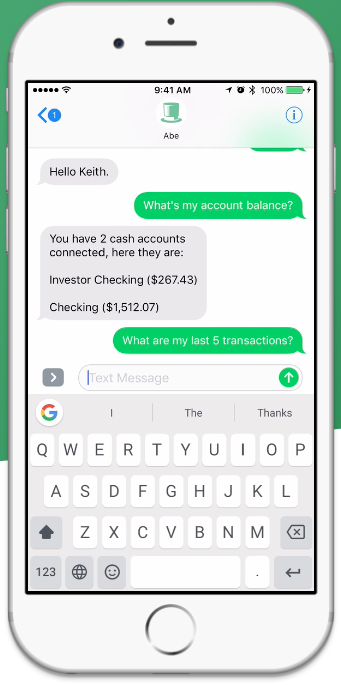 9:41 AM
100%
1
Abe
Hello Keith.
What's my account balance?
You have 2 cash accounts
connected, here they are:
Investor Checking ($267.43)
Checking ($1,512.07)
What are my last 5 transactions?
Text Message
G
I
The
Thanks
Q W E R T Y U I O P
A S D F G H J K L
Z X C V B N M
123
.